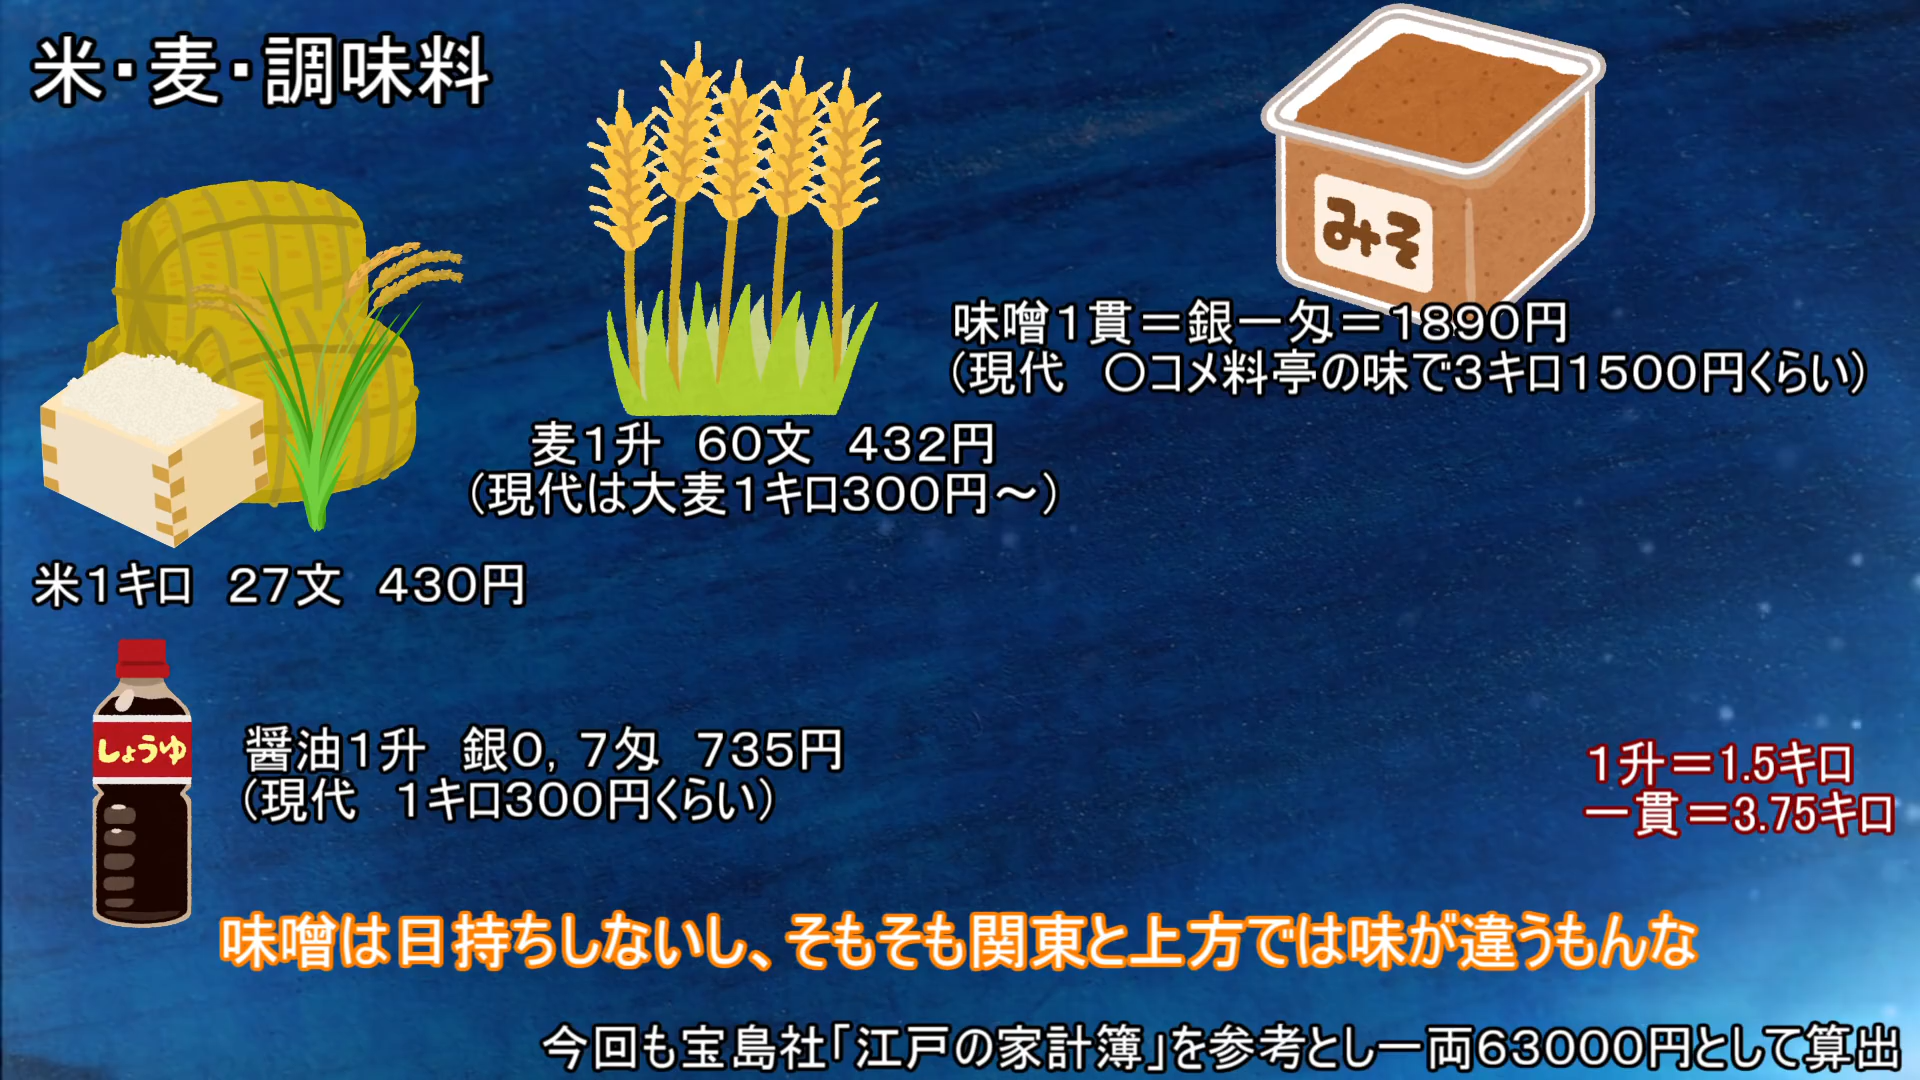 米・麦・調味料
みそ
味噌1貫＝銀一匁＝1890円
（現代　〇コメ料亭の味で3キロ1500円くらい）
麦1升　60文　432円
（現代は大麦1キロ300円～）
米1キロ　27文　430円
しょうゆ
醤油1升　銀0，7匁　735円
（現代　1キロ300円くらい）
1升＝1.5キロ
一貫＝3.75キロ
味噌は日持ちしないし、そもそも関東と上方では味が違うもんな
今回も宝島社「江戸の家計簿」を参考とし一両63000円として算出